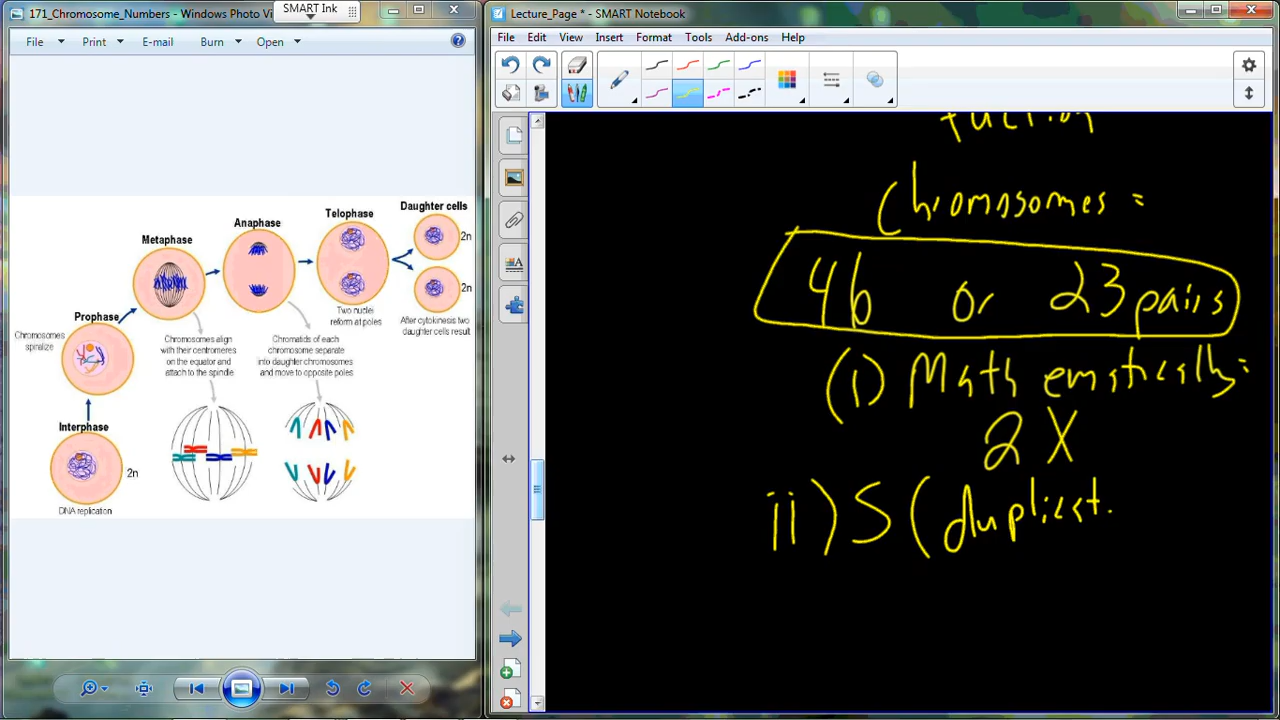 171_Chromosome_Numbers - Windows Photo Vi
SMART Ink
File Print E-mail Burn Open
Daughter cells
Telophase
Anaphase
2n
Metaphase
2n
Two nuclei
reform at poles
After cytokinesis two
daughter cells result
Prophase
Chromosomes
spiralize
Chromosomes align
with their centromeres
on the equator and
attach to the spindle
Chromatids of each
chromosome separate
into daughter chromosomes
and move to opposite poles
Interphase
2n
DNA replication
Lecture_Page * - SMART Notebook
File Edit View Insert Format Tools Add-ons Help
Chromosomes =
46 or 23 pairs
(i) Mathematically:
2 X
ii) S (duplicat.